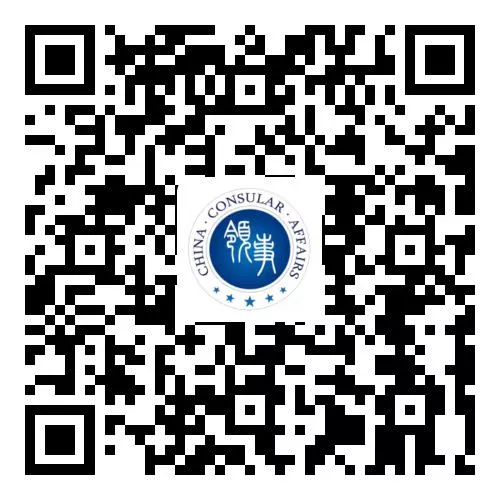 CHINA · CONSULAR · AFFAIRS
領事